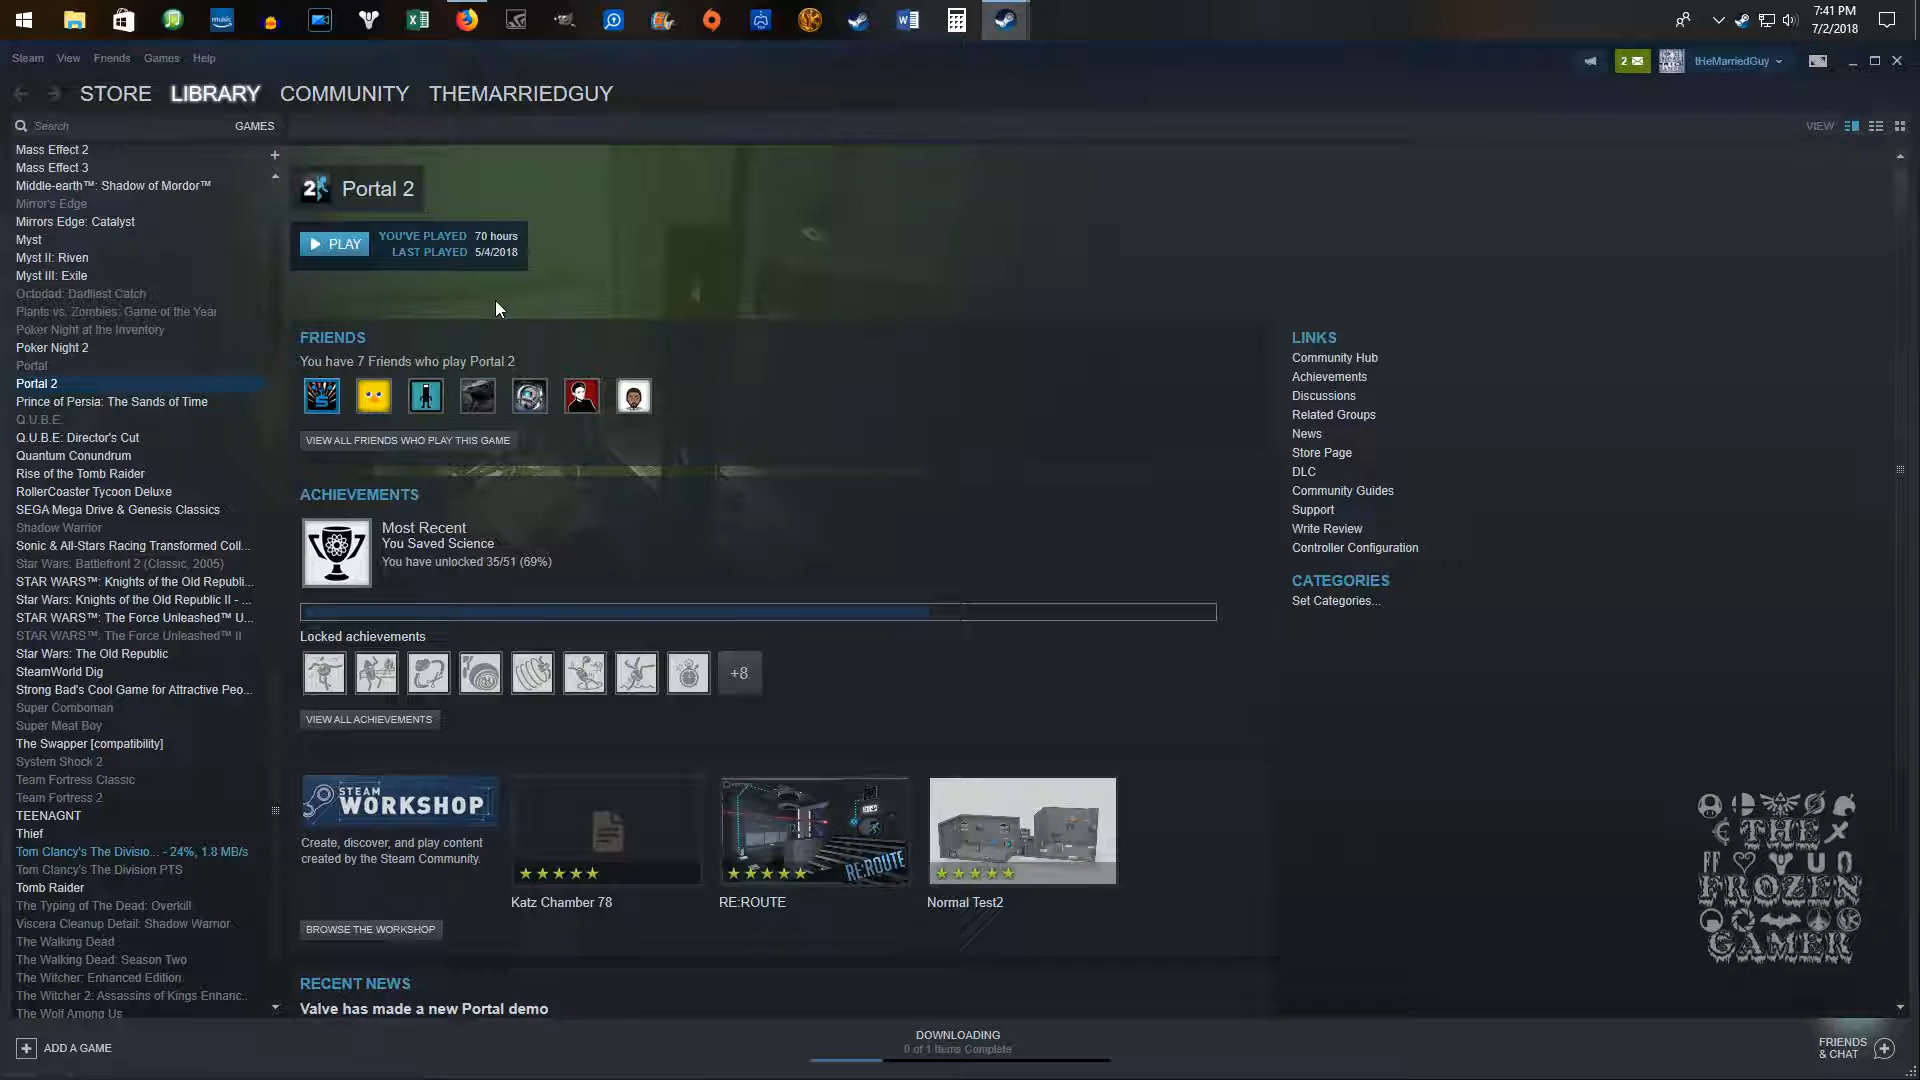 7:41 PM
7/2/2018
Steam View Friends Games Help
2
tHeMarriedGuy
STORE LIBRARY COMMUNITY THEMARRIEDGUY
Search
GAMES
VIEW
Mass Effect 2
Mass Effect 3
Middle-earth™: Shadow of Mordor™
Mirror's Edge
Mirrors Edge: Catalyst
Myst
Myst II: Riven
Myst III: Exile
Octodad: Dadliest Catch
Plants vs. Zombies: Game of the Year
Poker Night at the Inventory
Poker Night 2
Portal
Portal 2
Prince of Persia: The Sands of Time
Q.U.B.E.
Q.U.B.E: Director's Cut
Quantum Conundrum
Rise of the Tomb Raider
RollerCoaster Tycoon Deluxe
SEGA Mega Drive & Genesis Classics
Shadow Warrior
Sonic & All-Stars Racing Transformed Coll...
Star Wars: Battlefront 2 (Classic, 2005)
STAR WARS™: Knights of the Old Republi...
Star Wars: Knights of the Old Republic II - ...
STAR WARS™: The Force Unleashed™ U...
STAR WARS™: The Force Unleashed™ II
Star Wars: The Old Republic
SteamWorld Dig
Strong Bad's Cool Game for Attractive Peo...
Super Comboman
Super Meat Boy
The Swapper [compatibility]
System Shock 2
Team Fortress Classic
Team Fortress 2
TEENAGNT
Thief
Tom Clancy's The Divisio... - 24%, 1.8 MB/s
Tom Clancy's The Division PTS
Tomb Raider
The Typing of The Dead: Overkill
Viscera Cleanup Detail: Shadow Warrior
The Walking Dead
The Walking Dead: Season Two
The Witcher: Enhanced Edition
The Witcher 2: Assassins of Kings Enhanc...
The Wolf Among Us
ADD A GAME
2 Portal 2
PLAY
YOU'VE PLAYED 70 hours
LAST PLAYED 5/4/2018
FRIENDS
You have 7 Friends who play Portal 2
VIEW ALL FRIENDS WHO PLAY THIS GAME
ACHIEVEMENTS
Most Recent
You Saved Science
You have unlocked 35/51 (69%)
Locked achievements
+8
VIEW ALL ACHIEVEMENTS
STEAM
WORKSHOP
Create, discover, and play content
created by the Steam Community.
BROWSE THE WORKSHOP
Katz Chamber 78
RE:ROUTE
RE:ROUTE
Normal Test2
RECENT NEWS
Valve has made a new Portal demo
LINKS
Community Hub
Achievements
Discussions
Related Groups
News
Store Page
DLC
Community Guides
Support
Write Review
Controller Configuration
CATEGORIES
Set Categories...
THE
FROZEN
GAMER
DOWNLOADING
0 of 1 Items Complete
FRIENDS
& CHAT